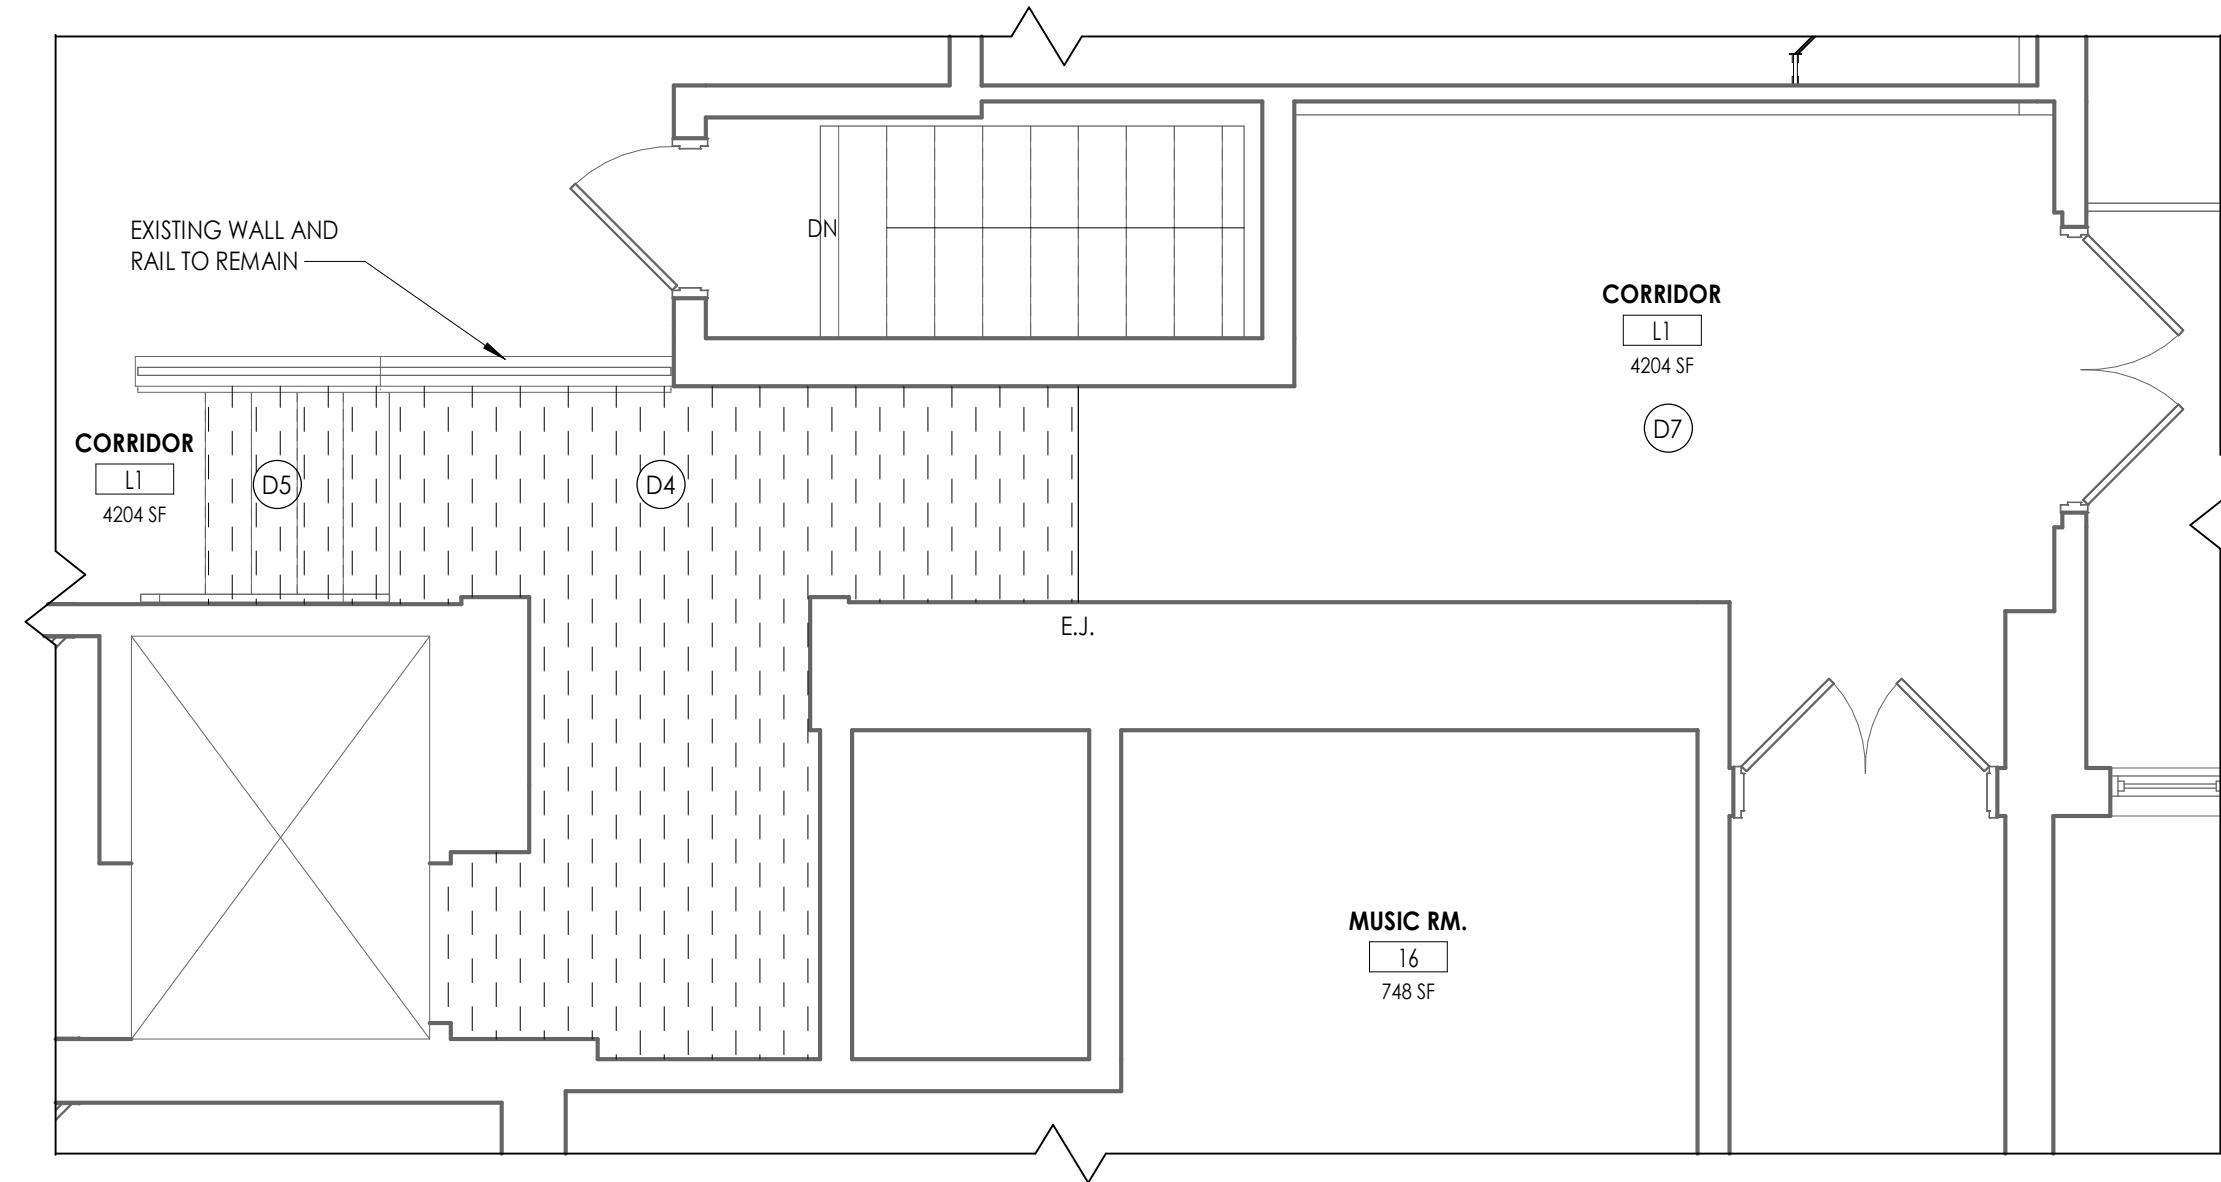 EXISTING WALL AND
RAIL TO REMAIN
DN
CORRIDOR
L1
4204 SF
D7
CORRIDOR
L1
4204 SF
D5
D4
E.J.
MUSIC RM.
16
748 SF